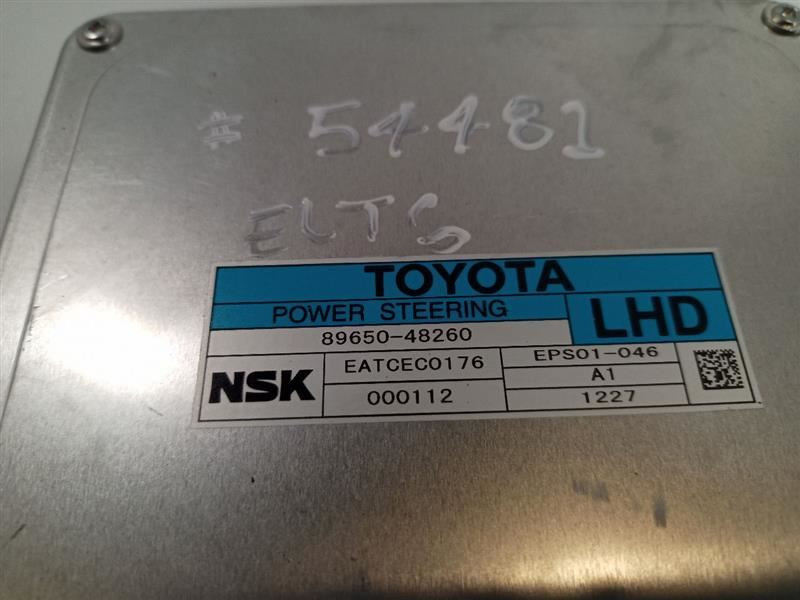 # 54481
ELTS
TOYOTA
POWER STEERING
LHD
89650-48260
NSK
EATCEC0176
EPS01-046
A1
000112
1227